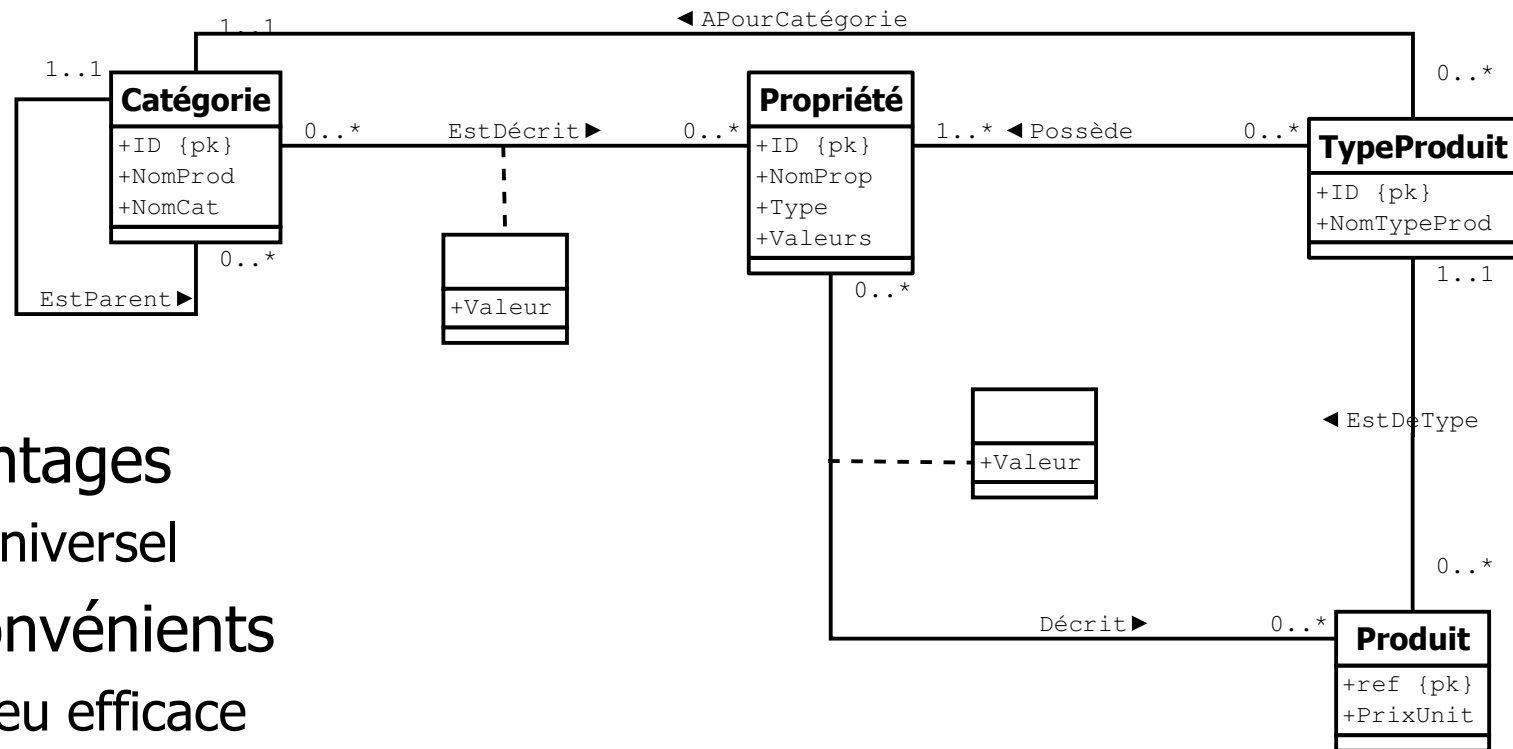 ◄ APourCatégorie
1..1
1..1
0..*
Catégorie
+ID {pk}
+NomProd
+NomCat
0..*
EstDécrit►
0..*
Propriété
+ID {pk}
+NomProp
+Type
+Valeurs
1..*
◄Possède
0..*
TypeProduit
+ID {pk}
+NomTypeProd
0..*
EstParent►
+Valeur
0..*
1..1
+Valeur
◄ EstDeType
ntages
niversel
onvénients
eu efficace
0..*
Décrit►
0..*
Produit
+ref {pk}
+PrixUnit